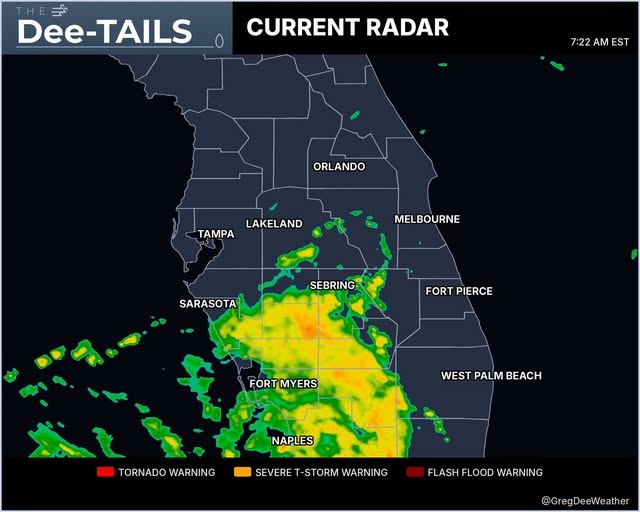 THE
Dee-TAILS
CURRENT RADAR
7:22 AM EST
ORLANDO
LAKELAND
MELBOURNE
TAMPA
SEBRING
FORT PIERCE
SARASOTA
WEST PALM BEACH
FORT MYERS
NAPLES
TORNADO WARNING
SEVERE T-STORM WARNING
FLASH FLOOD WARNING
@GregDeeWeather